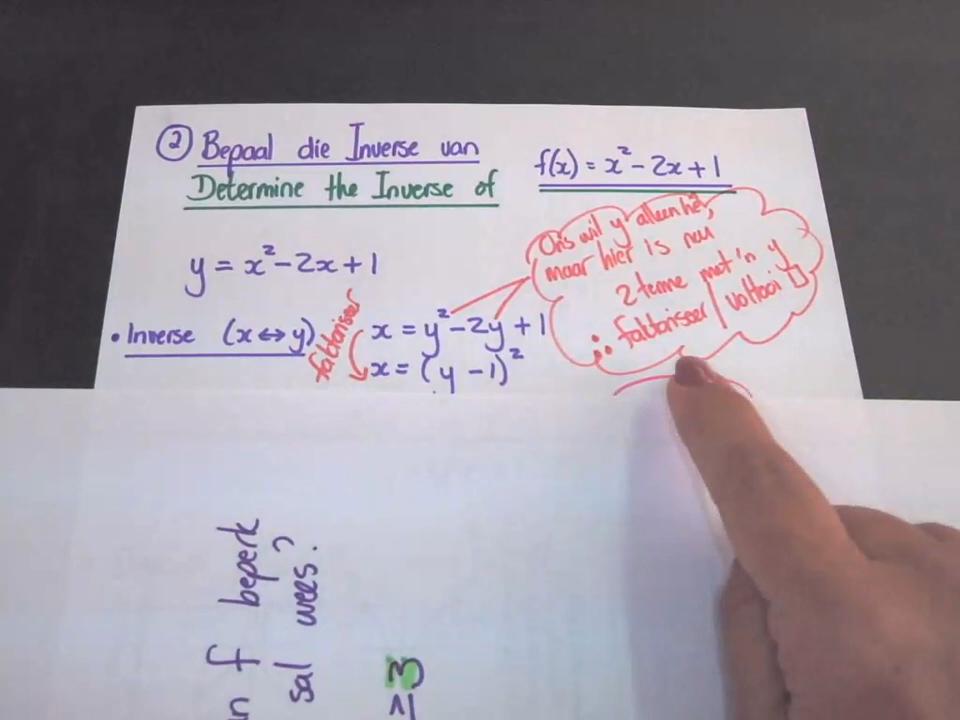 ② Bepaal die Inverse van
Determine the Inverse of
f(x) = x² - 2x + 1
y = x² - 2x + 1
• Inverse (x ↔ y)
x = y² - 2y + 1
faktoriseer
x = (y - 1)²
Ons wil y alleen hê,
maar hier is nou
2 terme met 'n y
∴ faktoriseer / voltooi □
n f beperk
sal wees?
≥ 3